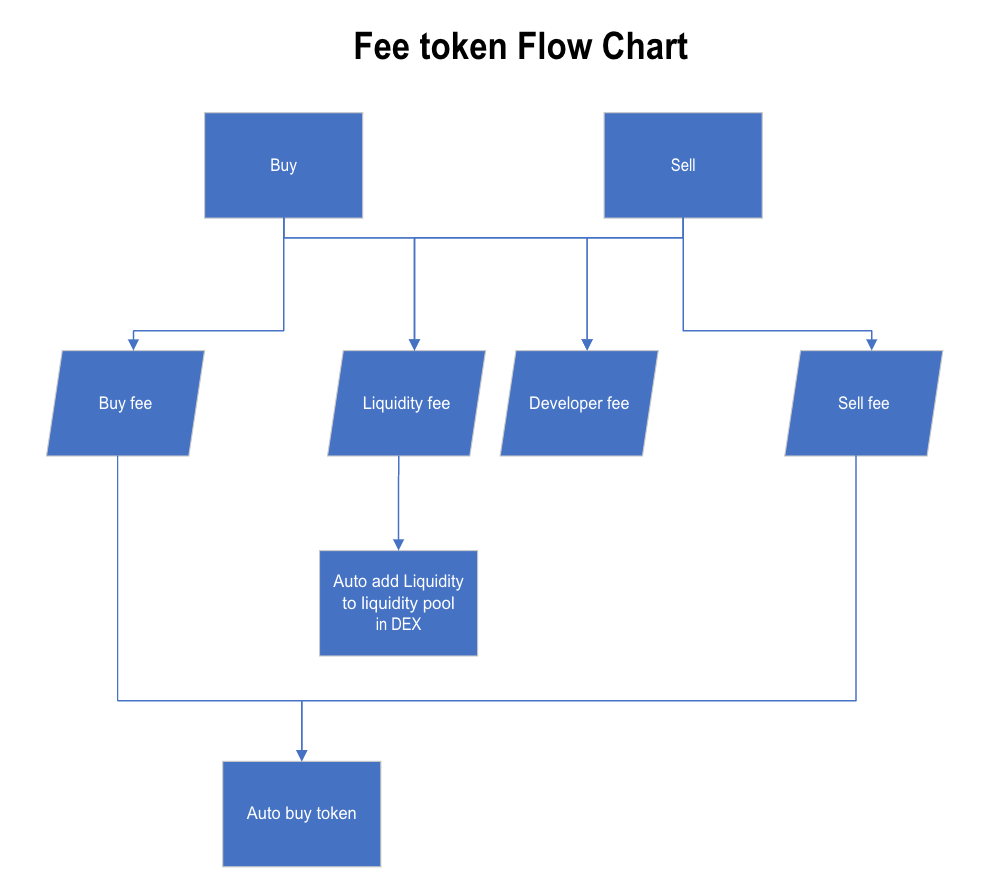 Fee token Flow Chart
Buy
Sell
Buy fee
Liquidity fee
Developer fee
Sell fee
Auto add Liquidity
to liquidity pool
in DEX
Auto buy token